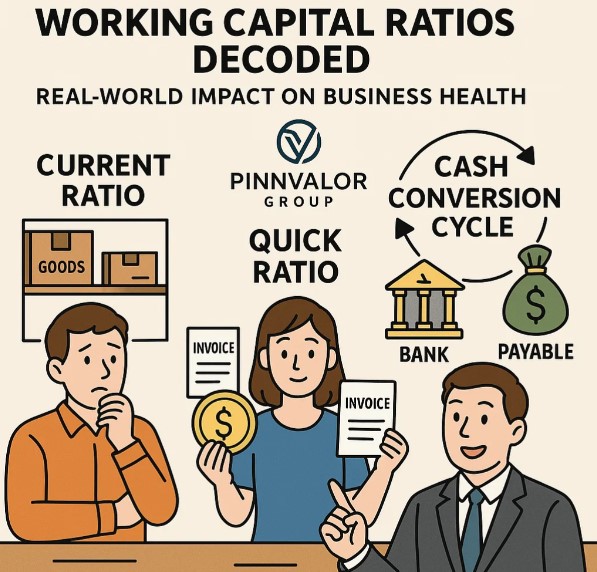 WORKING CAPITAL RATIOS
DECODED
REAL-WORLD IMPACT ON BUSINESS HEALTH
PINNVALOR
GROUP
CURRENT
RATIO
GOODS
QUICK
RATIO
INVOICE
$
INVOICE
CASH
CONVERSION
CYCLE
$
BANK
PAYABLE